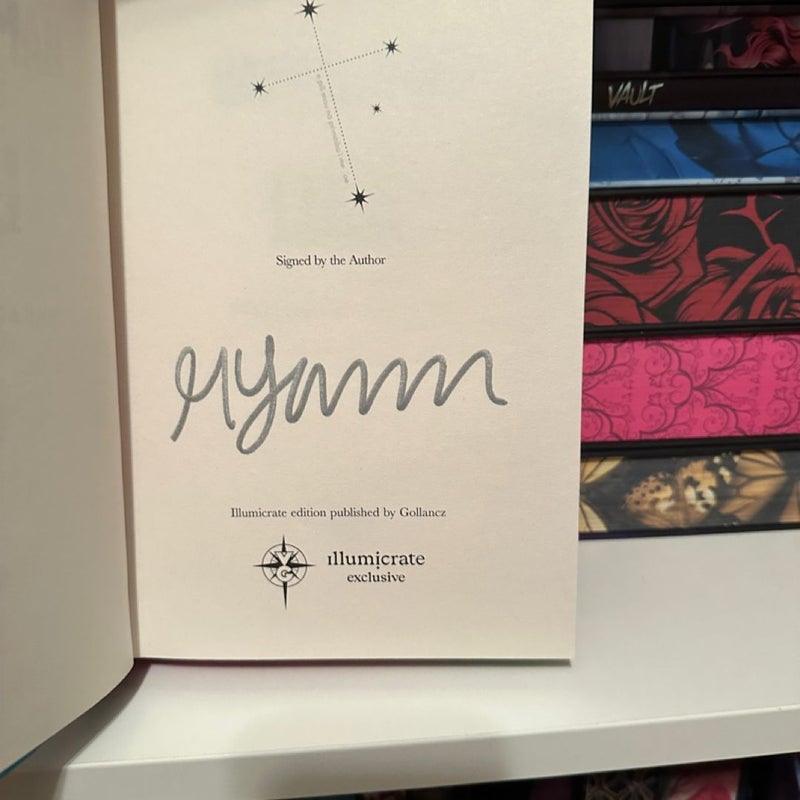 VAULT
Signed by the Author
Illumicrate edition published by Gollancz
illumicrate
exclusive